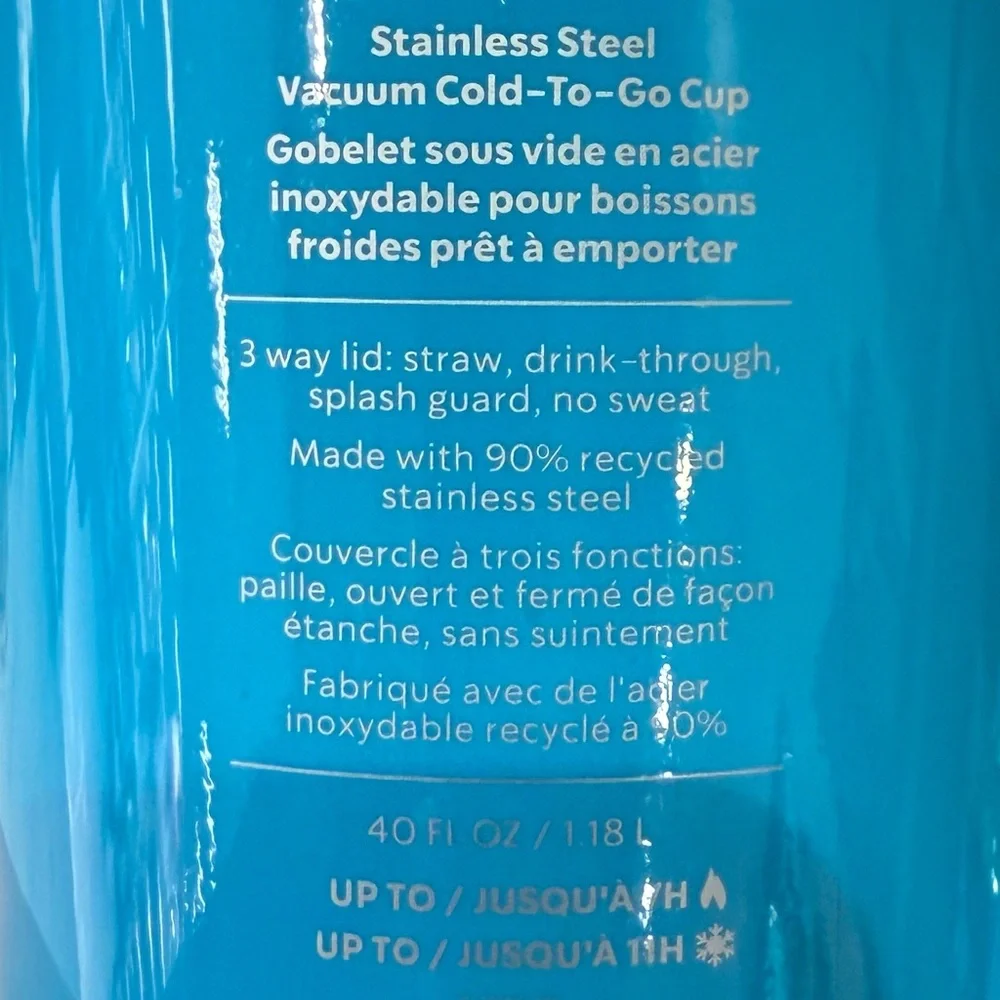 Stainless Steel
Vacuum Cold-To-Go Cup
Gobelet sous vide en acier
inoxydable pour boissons
froides prêt à emporter
3 way lid: straw, drink-through,
splash guard, no sweat
Made with 90% recycled
stainless steel
Couvercle à trois fonctions:
paille, ouvert et fermé de façon
étanche, sans suintement
Fabriqué avec de l'acier
inoxydable recyclé à 90%
40 FL OZ / 1.18 L
UP TO / JUSQU'À 7H
UP TO / JUSQU'À 11H